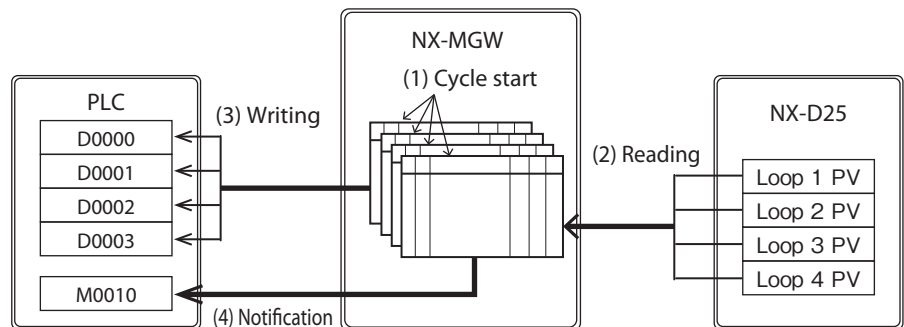 NX-MGW
(1) Cycle start
PLC
(3) Writing
D0000
D0001
D0002
D0003
M0010
(4) Notification
(2) Reading
NX-D25
Loop 1 PV
Loop 2 PV
Loop 3 PV
Loop 4 PV